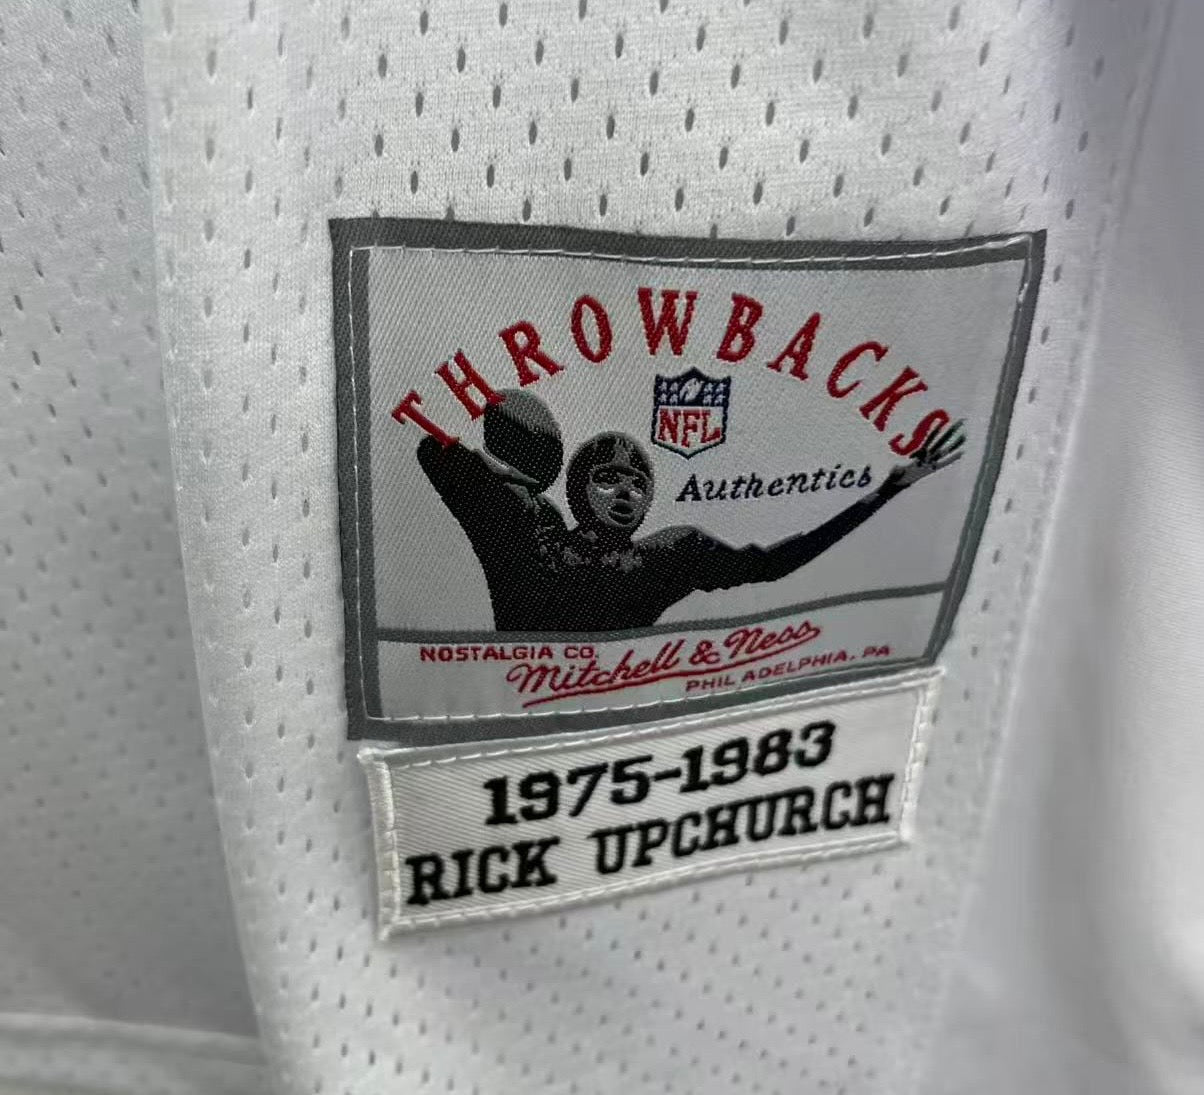 THROWBACKS
NFL
Authentics
NOSTALGIA CO.
Mitchell & Ness
PHILADELPHIA, PA
1975-1983
RICK UPCHURCH